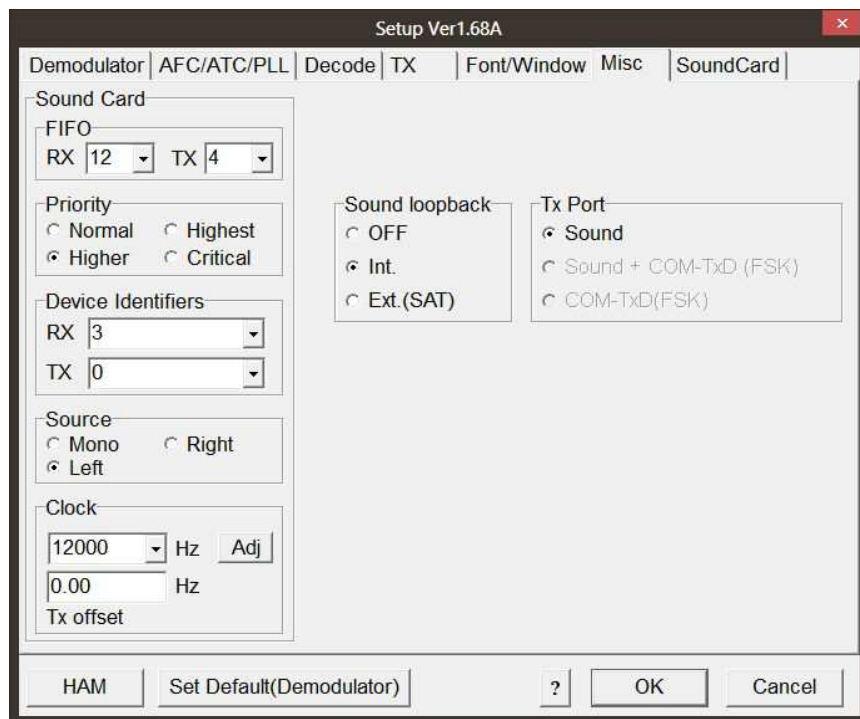 Setup Ver1.68A
Demodulator AFC/ATC/PLL Decode TX Font/Window Misc SoundCard
Sound Card
FIFO
RX 12 TX 4
Priority
Normal Highest
Higher Critical
Device Identifiers
RX 3
TX 0
Source
Mono Right
Left
Clock
12000 Hz Adj
0.00 Hz
Tx offset
Sound loopback
OFF
Int.
Ext.(SAT)
Tx Port
Sound
Sound + COM-TxD (FSK)
COM-TxD(FSK)
HAM Set Default(Demodulator) ? OK Cancel